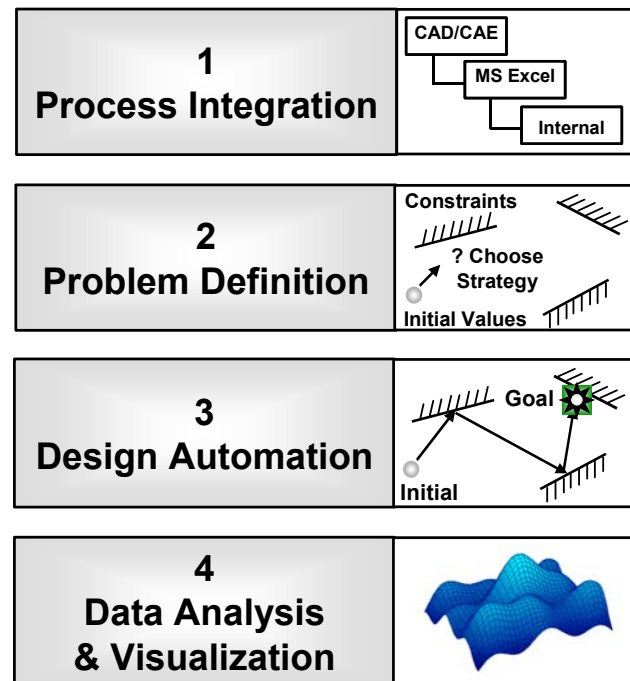 1
Process Integration
CAD/CAE
MS Excel
Internal
2
Problem Definition
Constraints
? Choose
Strategy
Initial Values
3
Design Automation
Goal
Initial
4
Data Analysis
& Visualization